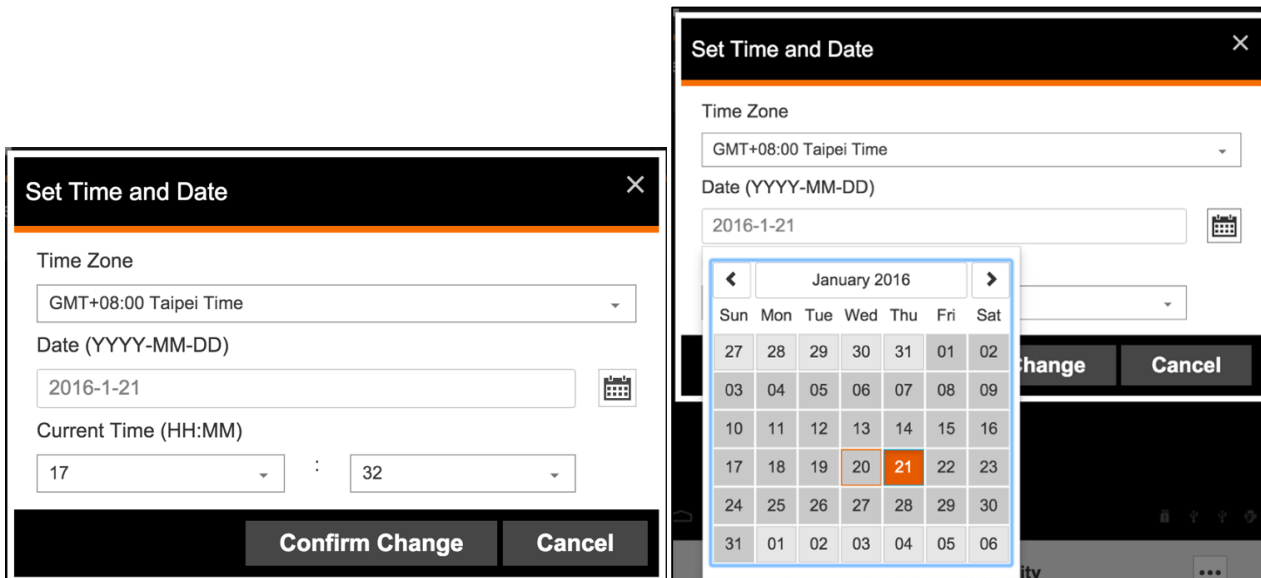 Set Time and Date ×
Time Zone
GMT+08:00 Taipei Time
Date (YYYY-MM-DD)
2016-1-21
Current Time (HH:MM)
17 : 32
Confirm Change Cancel
Set Time and Date ×
Time Zone
GMT+08:00 Taipei Time
Date (YYYY-MM-DD)
2016-1-21
January 2016
Sun Mon Tue Wed Thu Fri Sat
27 28 29 30 31 01 02
03 04 05 06 07 08 09
10 11 12 13 14 15 16
17 18 19 20 21 22 23
24 25 26 27 28 29 30
31 01 02 03 04 05 06
hange Cancel
ity